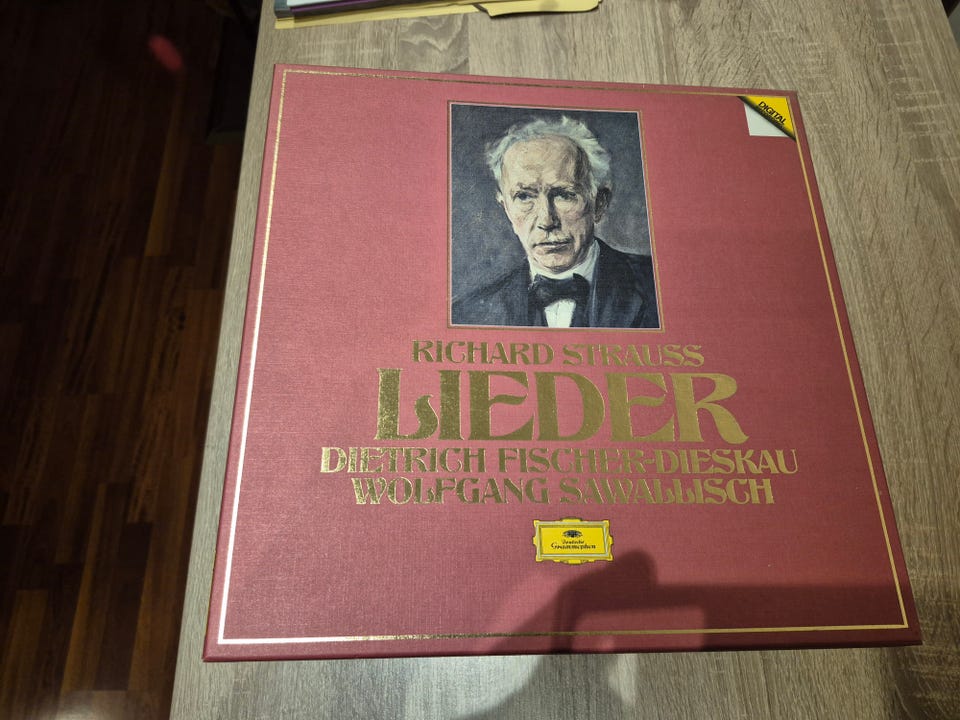 DIGITAL
RICHARD STRAUSS
LIEDER
DIETRICH FISCHER-DIESKAU
WOLFGANG SAWALLISCH
Deutsche
Grammophon